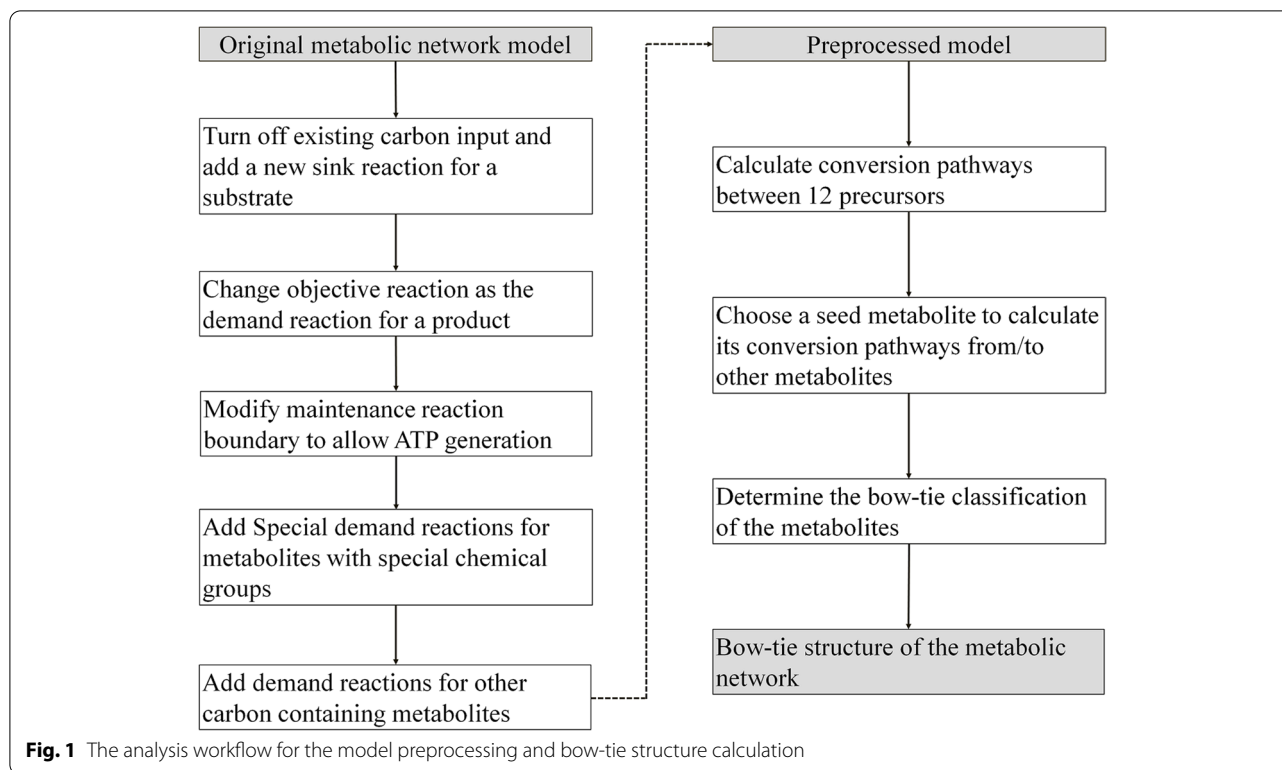 Original metabolic network model
Turn off existing carbon input and
add a new sink reaction for a
substrate
Change objective reaction as the
demand reaction for a product
Modify maintenance reaction
boundary to allow ATP generation
Add Special demand reactions for
metabolites with special chemical
groups
Add demand reactions for other
carbon containing metabolites
Preprocessed model
Calculate conversion pathways
between 12 precursors
Choose a seed metabolite to calculate
its conversion pathways from/to
other metabolites
Determine the bow-tie classification
of the metabolites
Bow-tie structure of the metabolic
network
Fig. 1 The analysis workflow for the model preprocessing and bow-tie structure calculation